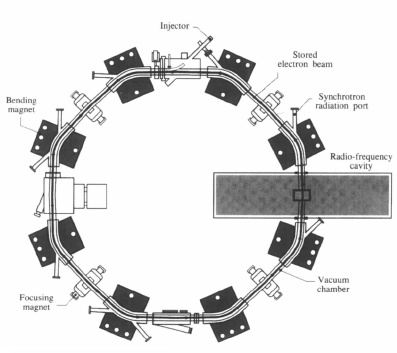 Injector
Stored
electron beam
Bending
magnet
Synchrotron
radiation port
Radio-frequency
cavity
Focusing
magnet
Vacuum
chamber